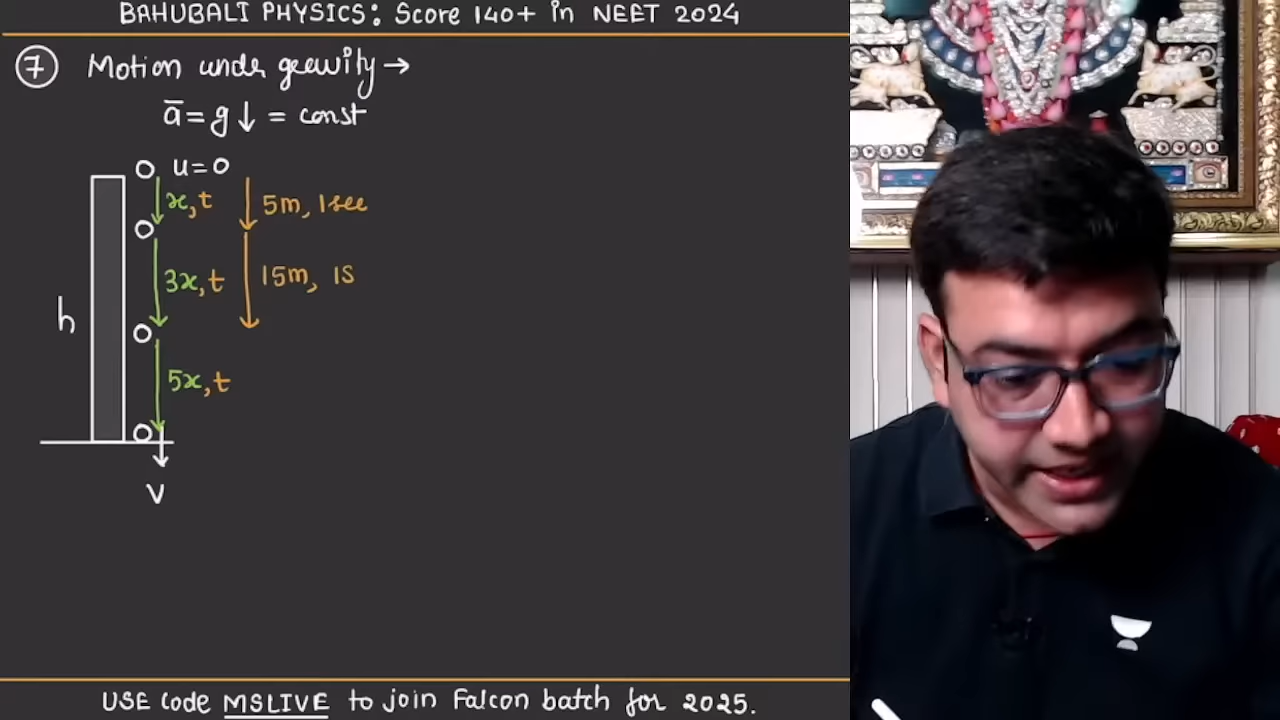 BAHUBALI PHYSICS: Score 140+ in NEET 2024
7 Motion under gravity →
a̅ = g ↓ = const
u=0
x, t
5m, 1sec
3x, t
15m, 1S
h
5x, t
v
USE Code MSLIVE to join Falcon batch for 2025.